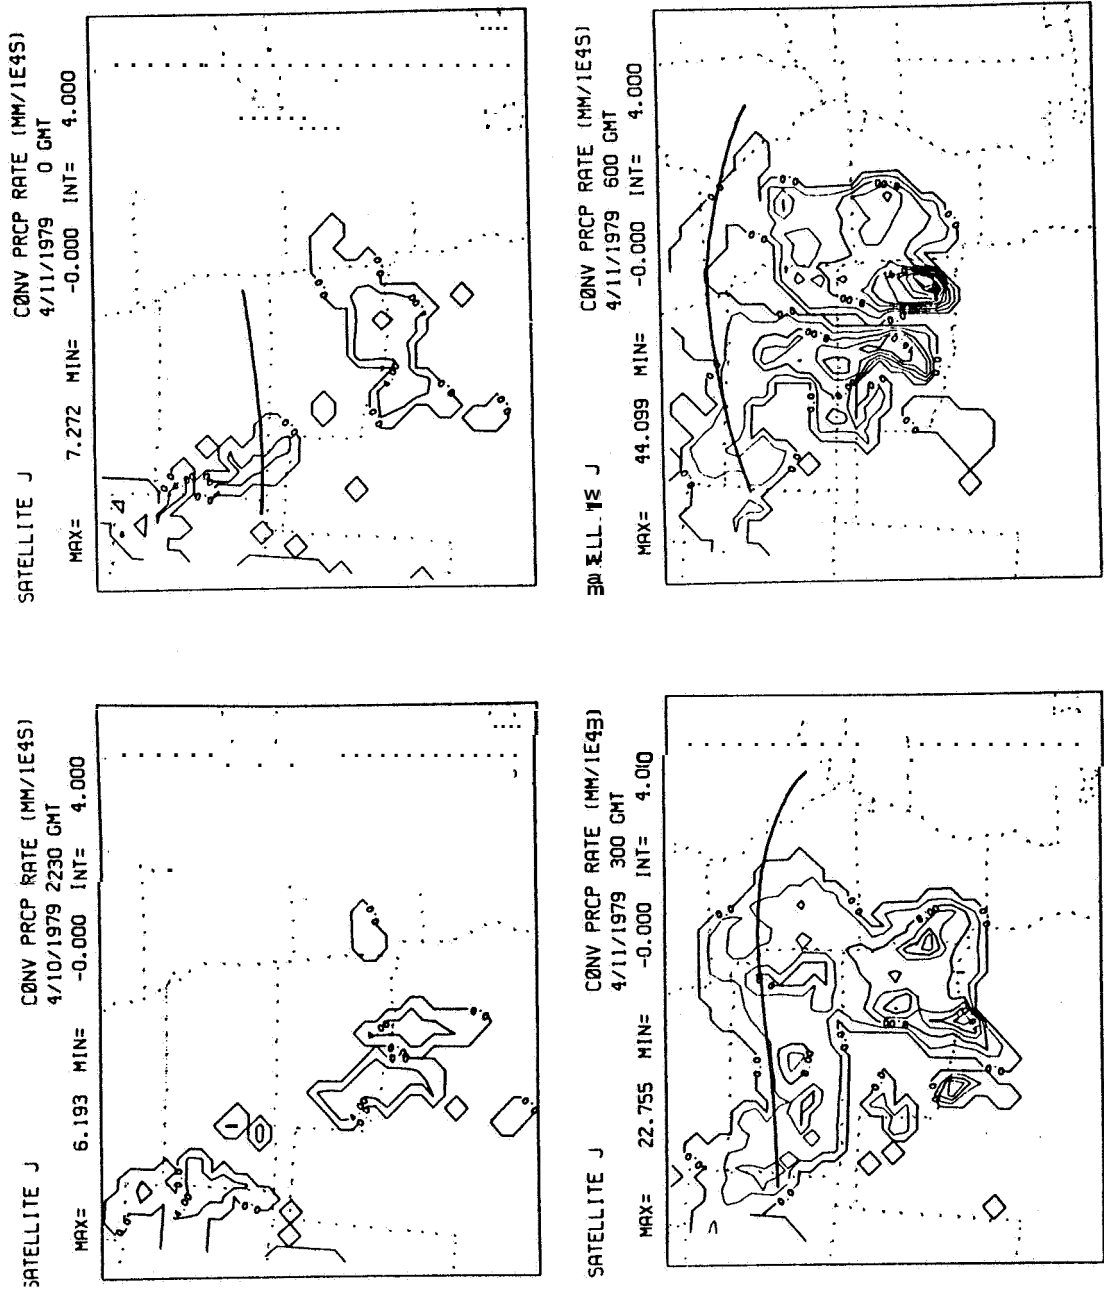 SATELLITE J
CONV PRCP RATE (MM/1E4S)
4/10/1979 2230 GMT
MAX= 6.193 MIN= -0.000 INT= 4.000
SATELLITE J
CONV PRCP RATE (MM/1E4S)
4/11/1979 0 GMT
MAX= 7.272 MIN= -0.000 INT= 4.000
SATELLITE J
CONV PRCP RATE (MM/1E4
4/11/1979 300 GMT
MAX= 22.755 MIN= -0.000 INT= 4.000
J
CONV PRCP RATE (MM/1E4S)
4/11/1979 600 GMT
MAX= 44.099 MIN= -0.000 INT= 4.000